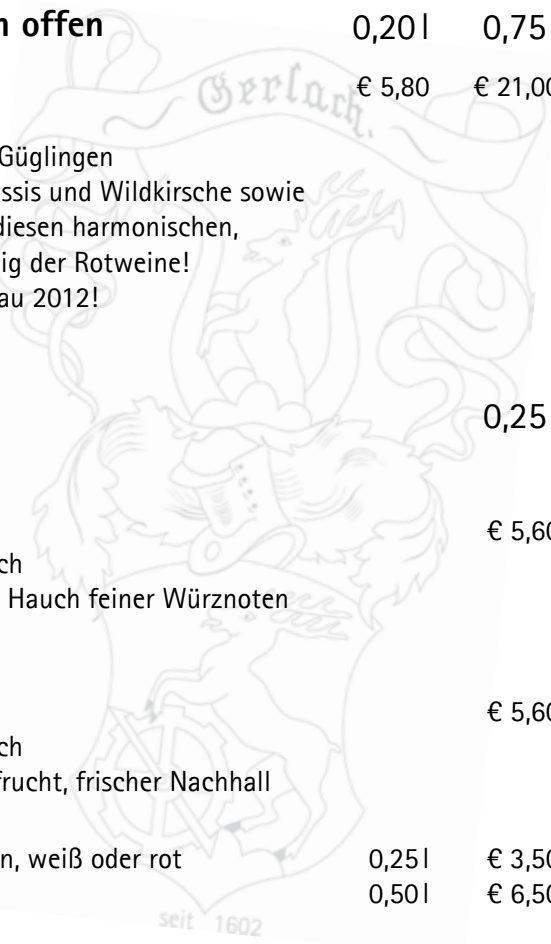 n offen 0,20 l 0,75
€ 5,80 € 21,00
Gerlach.
Güglingen
ssis und Wildkirsche sowie
diesen harmonischen,
ig der Rotweine!
au 2012!
0,25
€ 5,60
ch
Hauch feiner Würznoten
€ 5,60
ch
frucht, frischer Nachhall
n, weiß oder rot 0,25 l € 3,50
0,50 l € 6,50
seit 1602